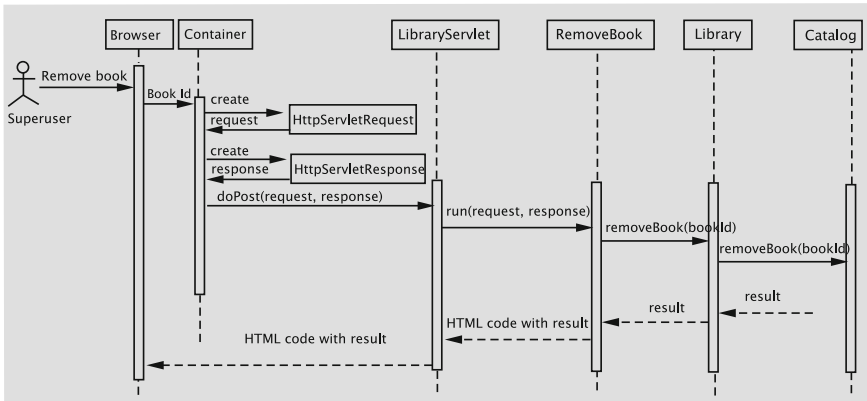 Browser
Container
LibraryServlet
RemoveBook
Library
Catalog
Remove book
Superuser
Book Id
create
request
HttpServletRequest
create
response
HttpServletResponse
doPost(request, response)
run(request, response)
removeBook(bookId)
removeBook(bookId)
result
result
HTML code with result
HTML code with result